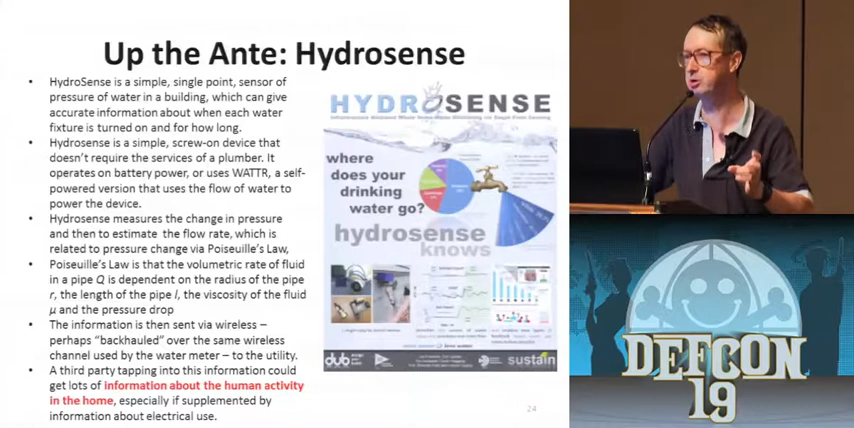 Up the Ante: Hydrosense
• HydroSense is a simple, single point, sensor of
pressure of water in a building, which can give
accurate information about when each water
fixture is turned on and for how long.
• Hydrosense is a simple, screw-on device that
doesn't require the services of a plumber. It
operates on battery power, or uses WATTR, a self-
powered version that uses the flow of water to
power the device.
• Hydrosense measures the change in pressure
and then to estimate the flow rate, which is
related to pressure change via Poiseuille's Law,
• Poiseuille's Law is that the volumetric rate of fluid
in a pipe Q is dependent on the radius of the pipe
r, the length of the pipe l, the viscosity of the fluid
μ and the pressure drop
• The information is then sent via wireless –
perhaps "backhauled" over the same wireless
channel used by the water meter – to the utility.
• A third party tapping into this information could
get lots of information about the human activity
in the home, especially if supplemented by
information about electrical use.
HYDROSENSE
where
does your
drinking
water go?
hydrosense
knows
dub
sustain
24
DEFCON
19